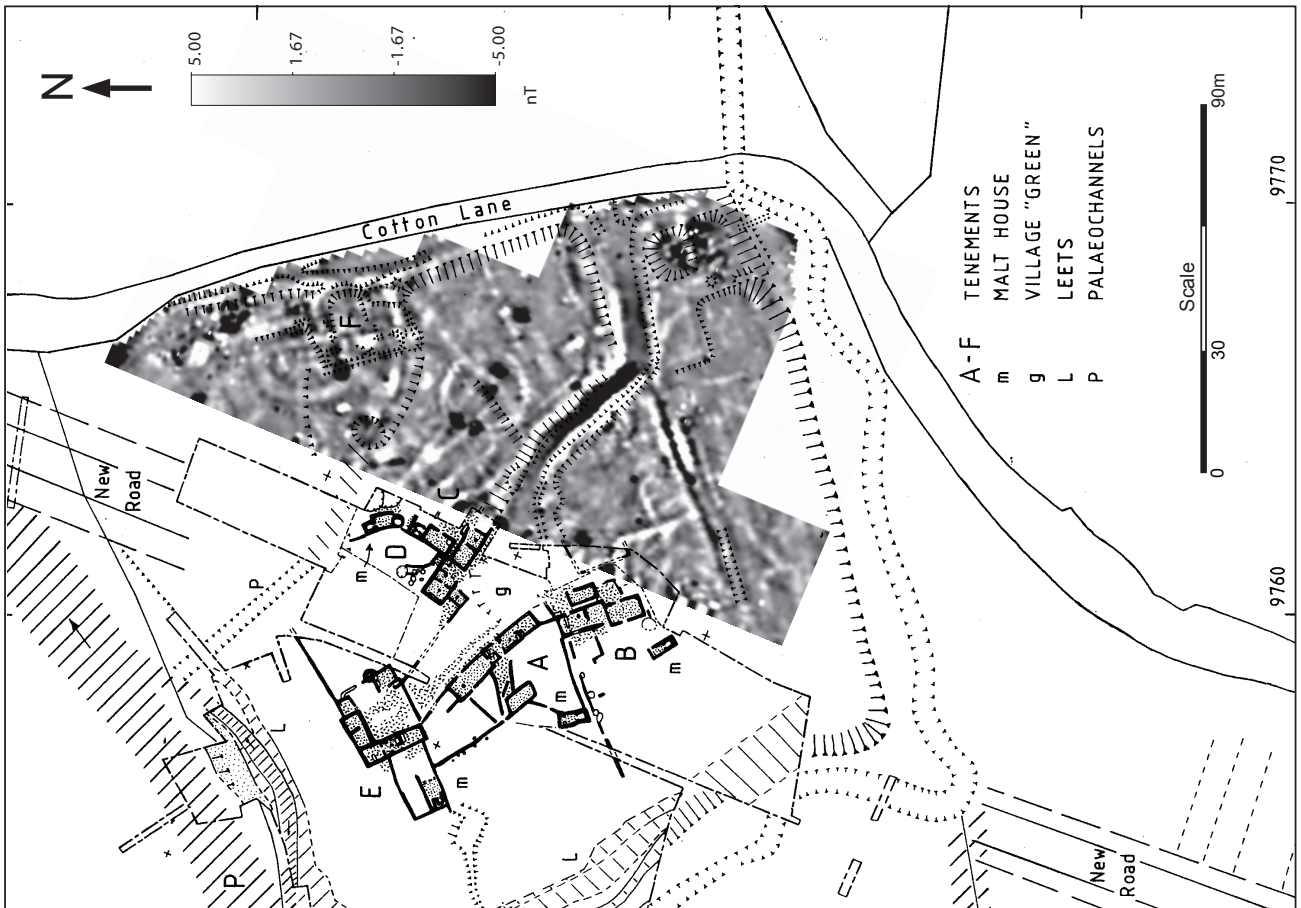 N
5.00
1.67
-1.67
-5.00
nT
Cotton Lane
New
Road
F
C
D
m
P
g
A
B
m
m
E
m
L
L
P
A-F TENEMENTS
m MALT HOUSE
g VILLAGE "GREEN"
L LEETS
P PALAEOCHANNELS
Scale
0 30 90m
9770
9760
New
Road